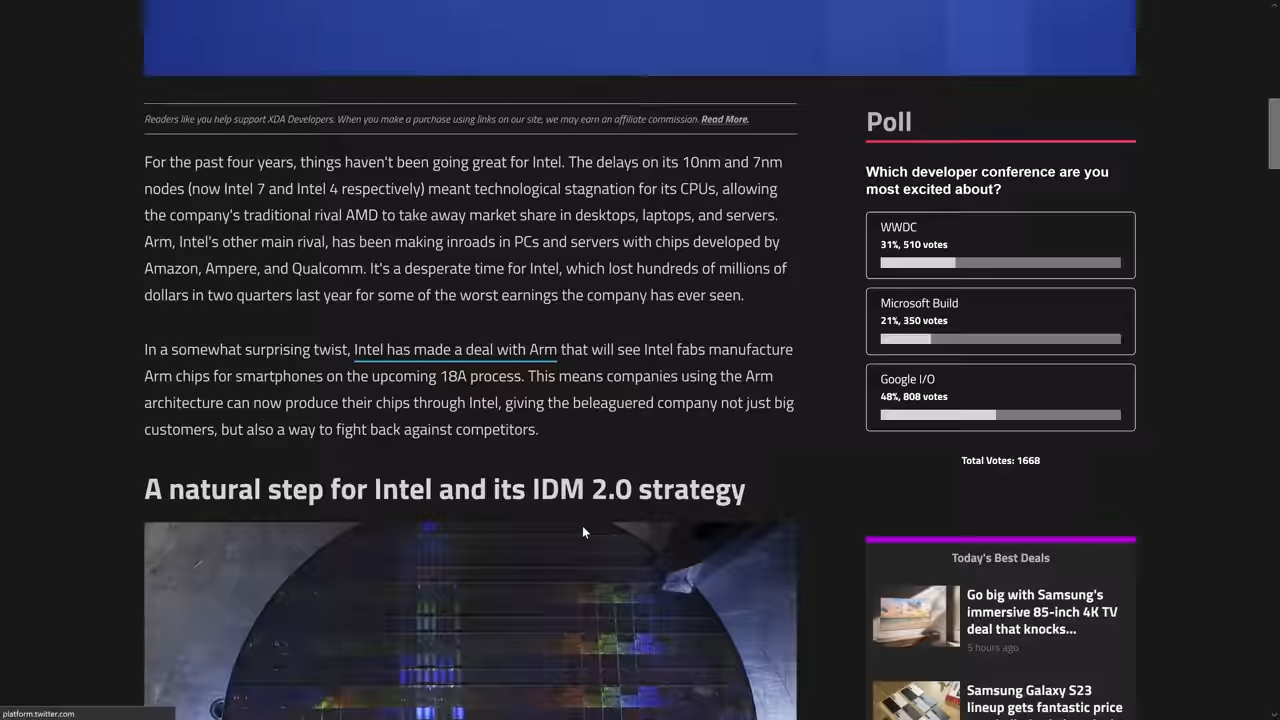 Readers like you help support XDA Developers. When you make a purchase using links on our site, we may earn an affiliate commission. Read More.
For the past four years, things haven't been going great for Intel. The delays on its 10nm and 7nm
nodes (now Intel 7 and Intel 4 respectively) meant technological stagnation for its CPUs, allowing
the company's traditional rival AMD to take away market share in desktops, laptops, and servers.
Arm, Intel's other main rival, has been making inroads in PCs and servers with chips developed by
Amazon, Ampere, and Qualcomm. It's a desperate time for Intel, which lost hundreds of millions of
dollars in two quarters last year for some of the worst earnings the company has ever seen.
In a somewhat surprising twist, Intel has made a deal with Arm that will see Intel fabs manufacture
Arm chips for smartphones on the upcoming 18A process. This means companies using the Arm
architecture can now produce their chips through Intel, giving the beleaguered company not just big
customers, but also a way to fight back against competitors.
A natural step for Intel and its IDM 2.0 strategy
Poll
Which developer conference are you
most excited about?
WWDC
31%, 510 votes
Microsoft Build
21%, 350 votes
Google I/O
48%, 808 votes
Total Votes: 1668
Today's Best Deals
Go big with Samsung's
immersive 85-inch 4K TV
deal that knocks...
5 hours ago
Samsung Galaxy S23
lineup gets fantastic price
platform.twitter.com